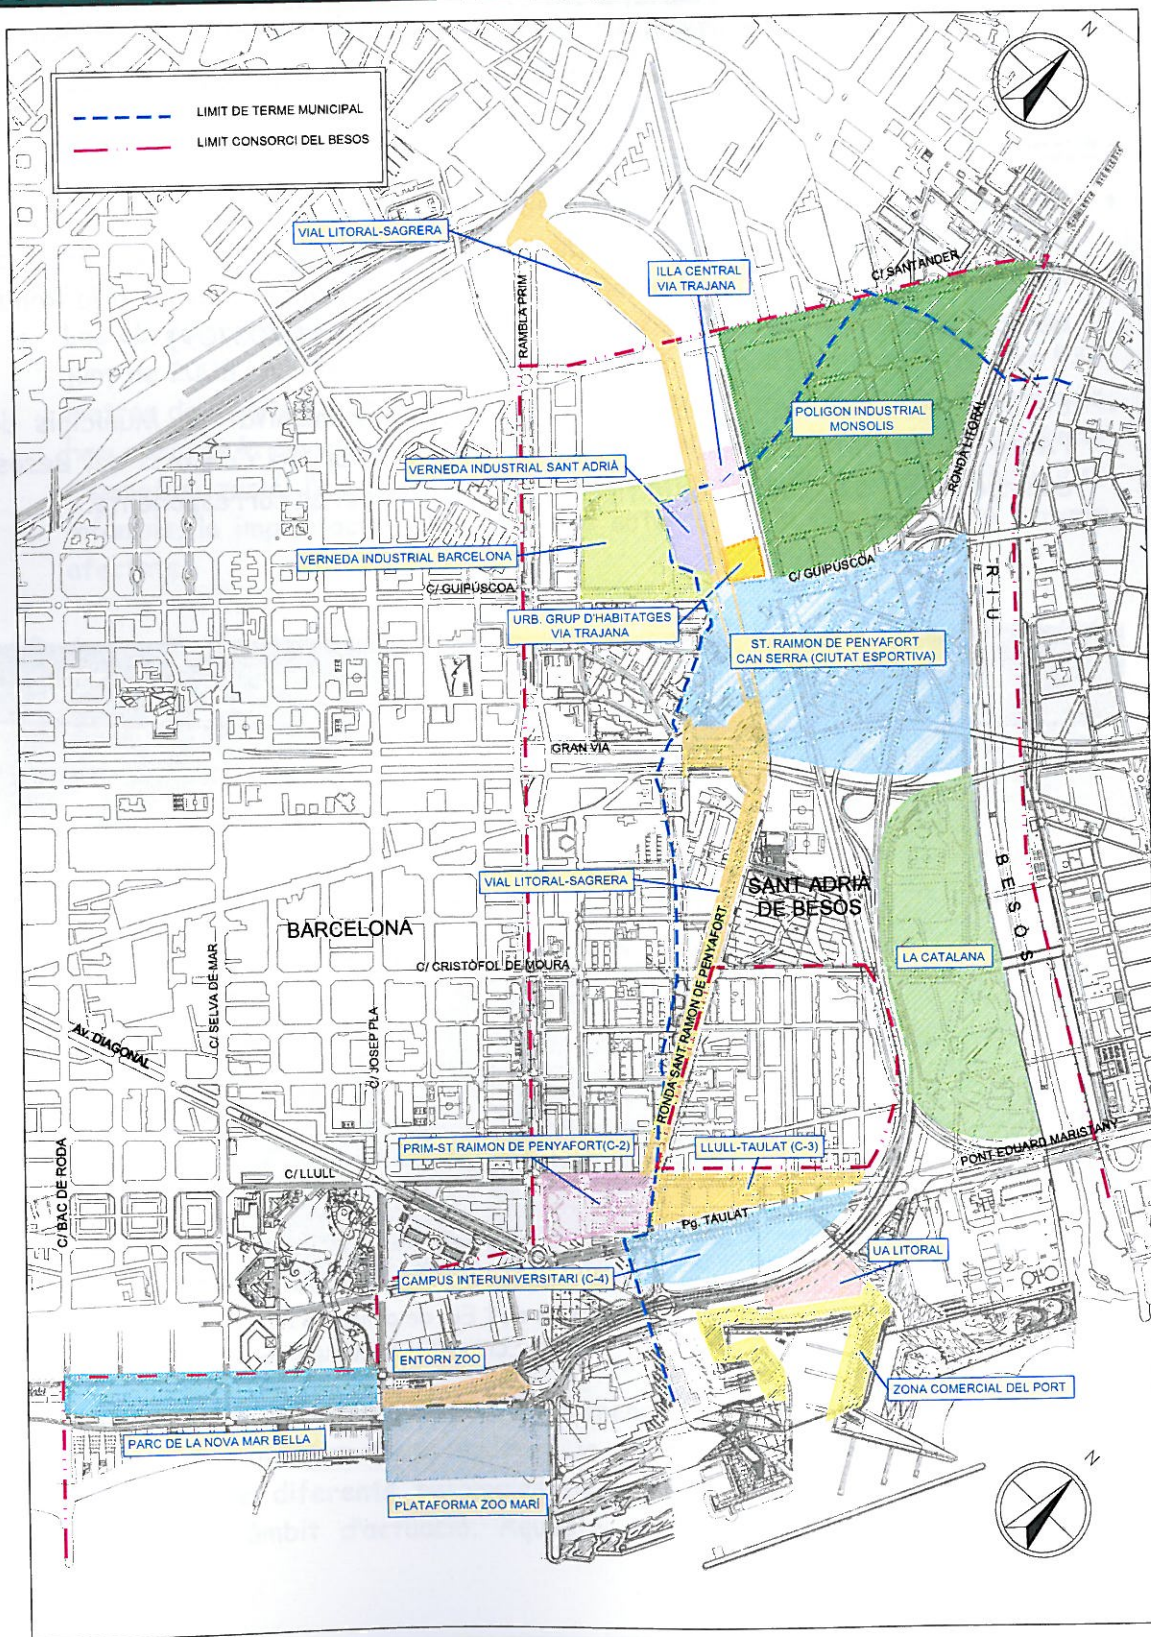 N
LIMIT DE TERME MUNICIPAL
LIMIT CONSORCI DEL BESOS
VIAL LITORAL-SAGRERA
ILLA CENTRAL
VIA TRAJANA
C/ SANTANDER
RAMBLA PRIM
POLIGON INDUSTRIAL
MONSOLIS
RONDA LITORAL
VERNEDA INDUSTRIAL SANT ADRIÀ
VERNEDA INDUSTRIAL BARCELONA
C/ GUIPÚSCOA
C/ GUIPÚSCOA
URB. GRUP D'HABITATGES
VIA TRAJANA
ST. RAIMON DE PENYAFORT
CAN SERRA (CIUTAT ESPORTIVA)
RIU
GRAN VIA
VIAL LITORAL-SAGRERA
SANT ADRIÀ
DE BESÒS
BESÒS
BARCELONA
C/ SELVA DE MAR
C/ CRISTÒFOL DE MOURA
LA CATALANA
AV. DIAGONAL
C/ JOSEP PLA
RONDA SANT RAMON DE PENYAFORT
C/ BAC DE RODA
PRIM-ST RAIMON DE PENYAFORT(C-2)
LLULL-TAULAT (C-3)
PONT EDUARD MARISTANY
C/ LLULL
Pg. TAULAT
UA LITORAL
CAMPUS INTERUNIVERSITARI (C-4)
ENTORN ZOO
ZONA COMERCIAL DEL PORT
PARC DE LA NOVA MAR BELLA
PLATAFORMA ZOO MARÍ
N